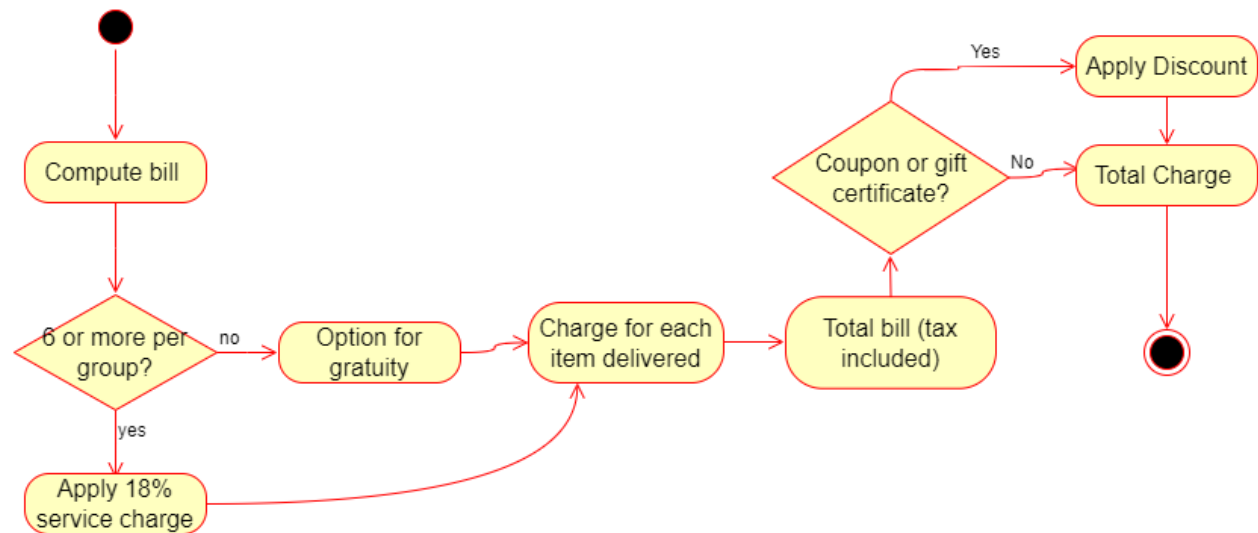 Compute bill
6 or more per
group?
no
yes
Apply 18%
service charge
Option for
gratuity
Charge for each
item delivered
Total bill (tax
included)
Coupon or gift
certificate?
Yes
No
Apply Discount
Total Charge